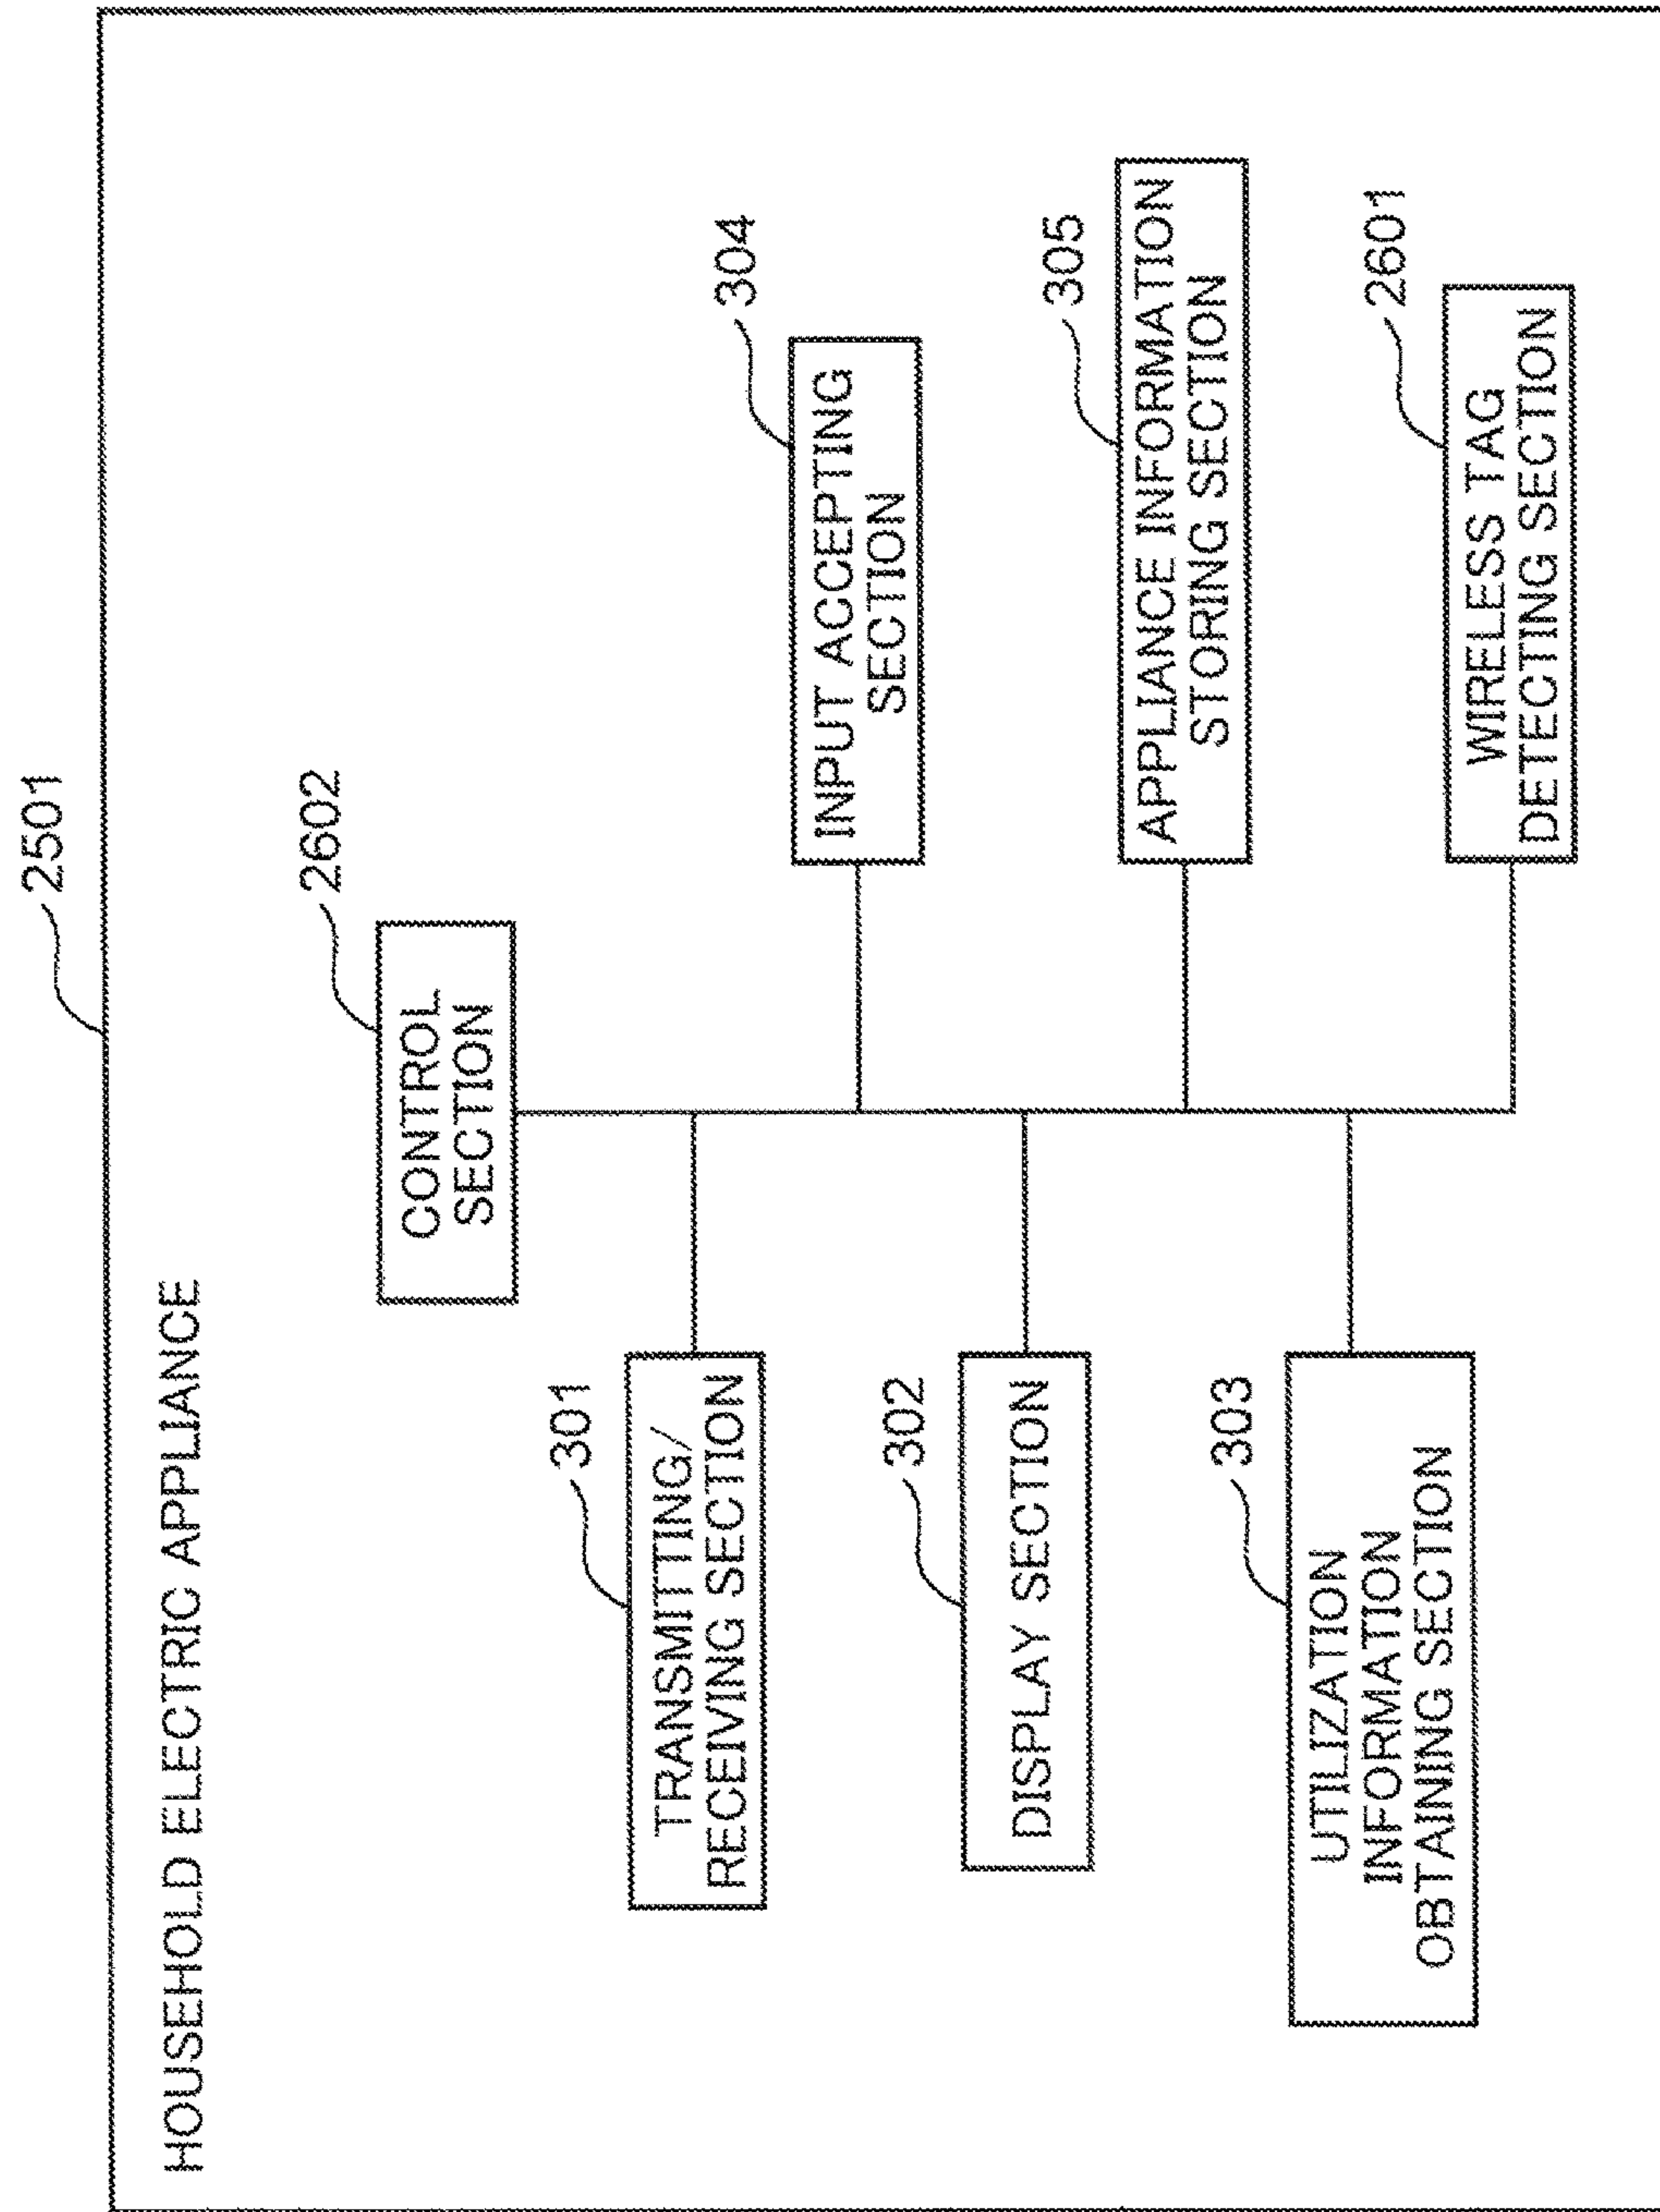 2501
HOUSEHOLD ELECTRIC APPLIANCE
2602
CONTROL
SECTION
301
TRANSMITTING/
RECEIVING SECTION
304
INPUT ACCEPTING
SECTION
302
DISPLAY SECTION
305
APPLIANCE INFORMATION
STORING SECTION
303
UTILIZATION
INFORMATION
OBTAINING SECTION
2601
WIRELESS TAG
DETECTING SECTION